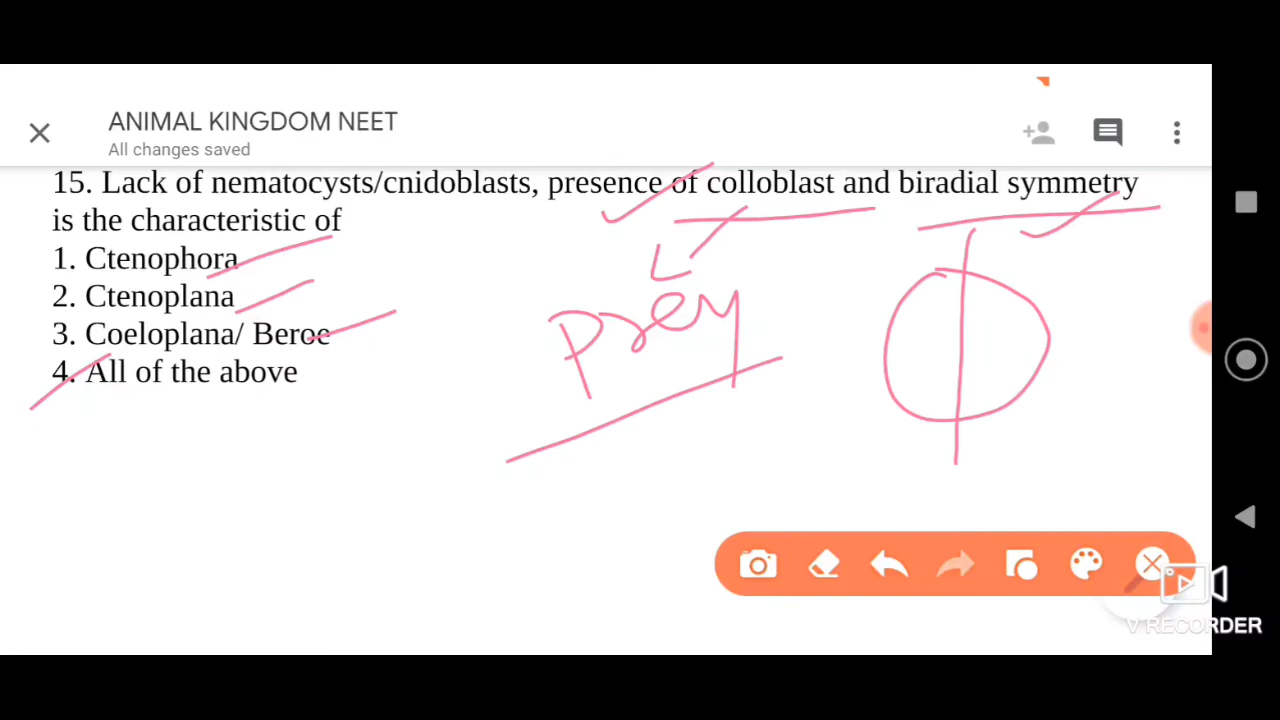 ANIMAL KINGDOM NEET
All changes saved
15. Lack of nematocysts/cnidoblasts, presence of colloblast and biradial symmetry
is the characteristic of
1. Ctenophora
2. Ctenoplana
3. Coeloplana/ Beroe
4. All of the above
prey
V RECORDER